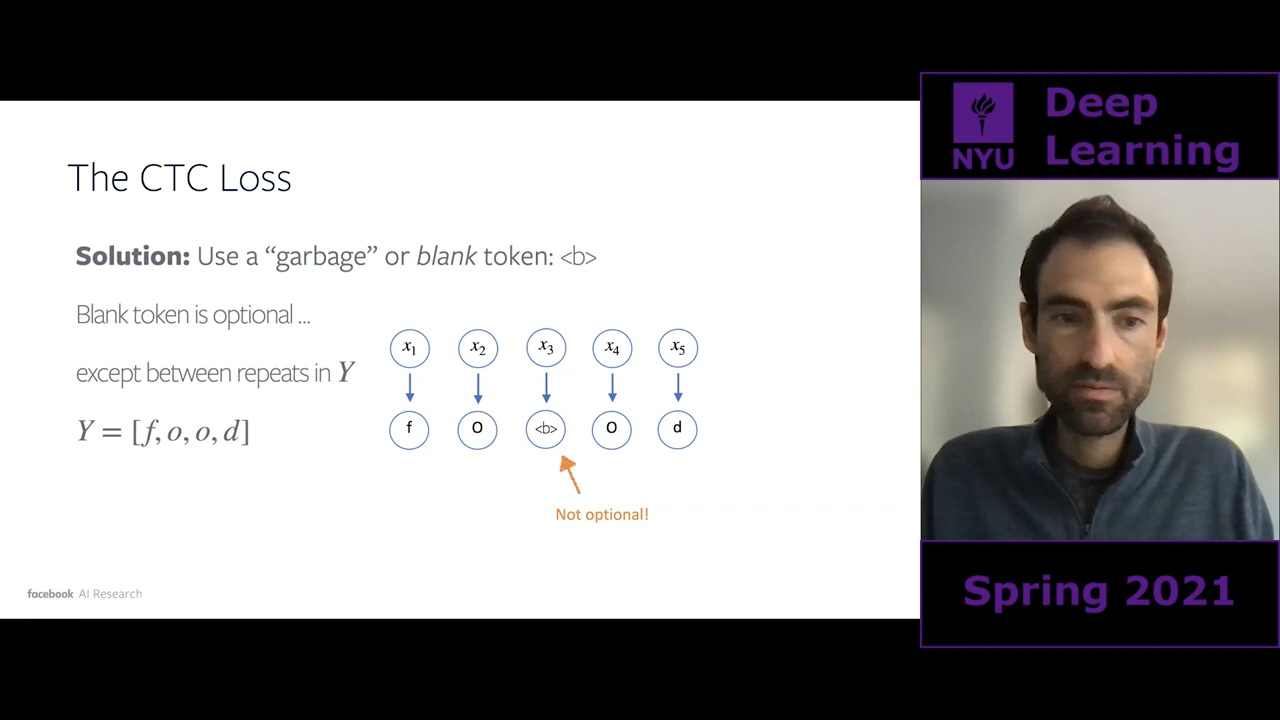 The CTC Loss
Solution: Use a “garbage” or blank token: <b>
Blank token is optional ...
except between repeats in Y
Y = [f, o, o, d]
x₁ x₂ x₃ x₄ x₅
f o <b> o d
Not optional!
facebook AI Research
NYU
Deep
Learning
Spring 2021